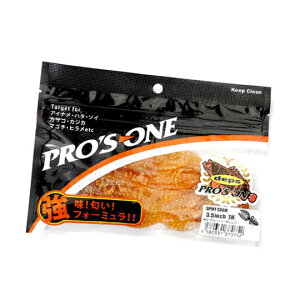 Keep Clean
Target for
アイナメ・ハタ・ソイ
カサゴ・カジカ
マゴチ・ヒラメetc
PRO'S ONE
deps
PRO'S ONE
強
味!匂い!
フォーミュラ!!
SPINY CRAW
3.5inch SW